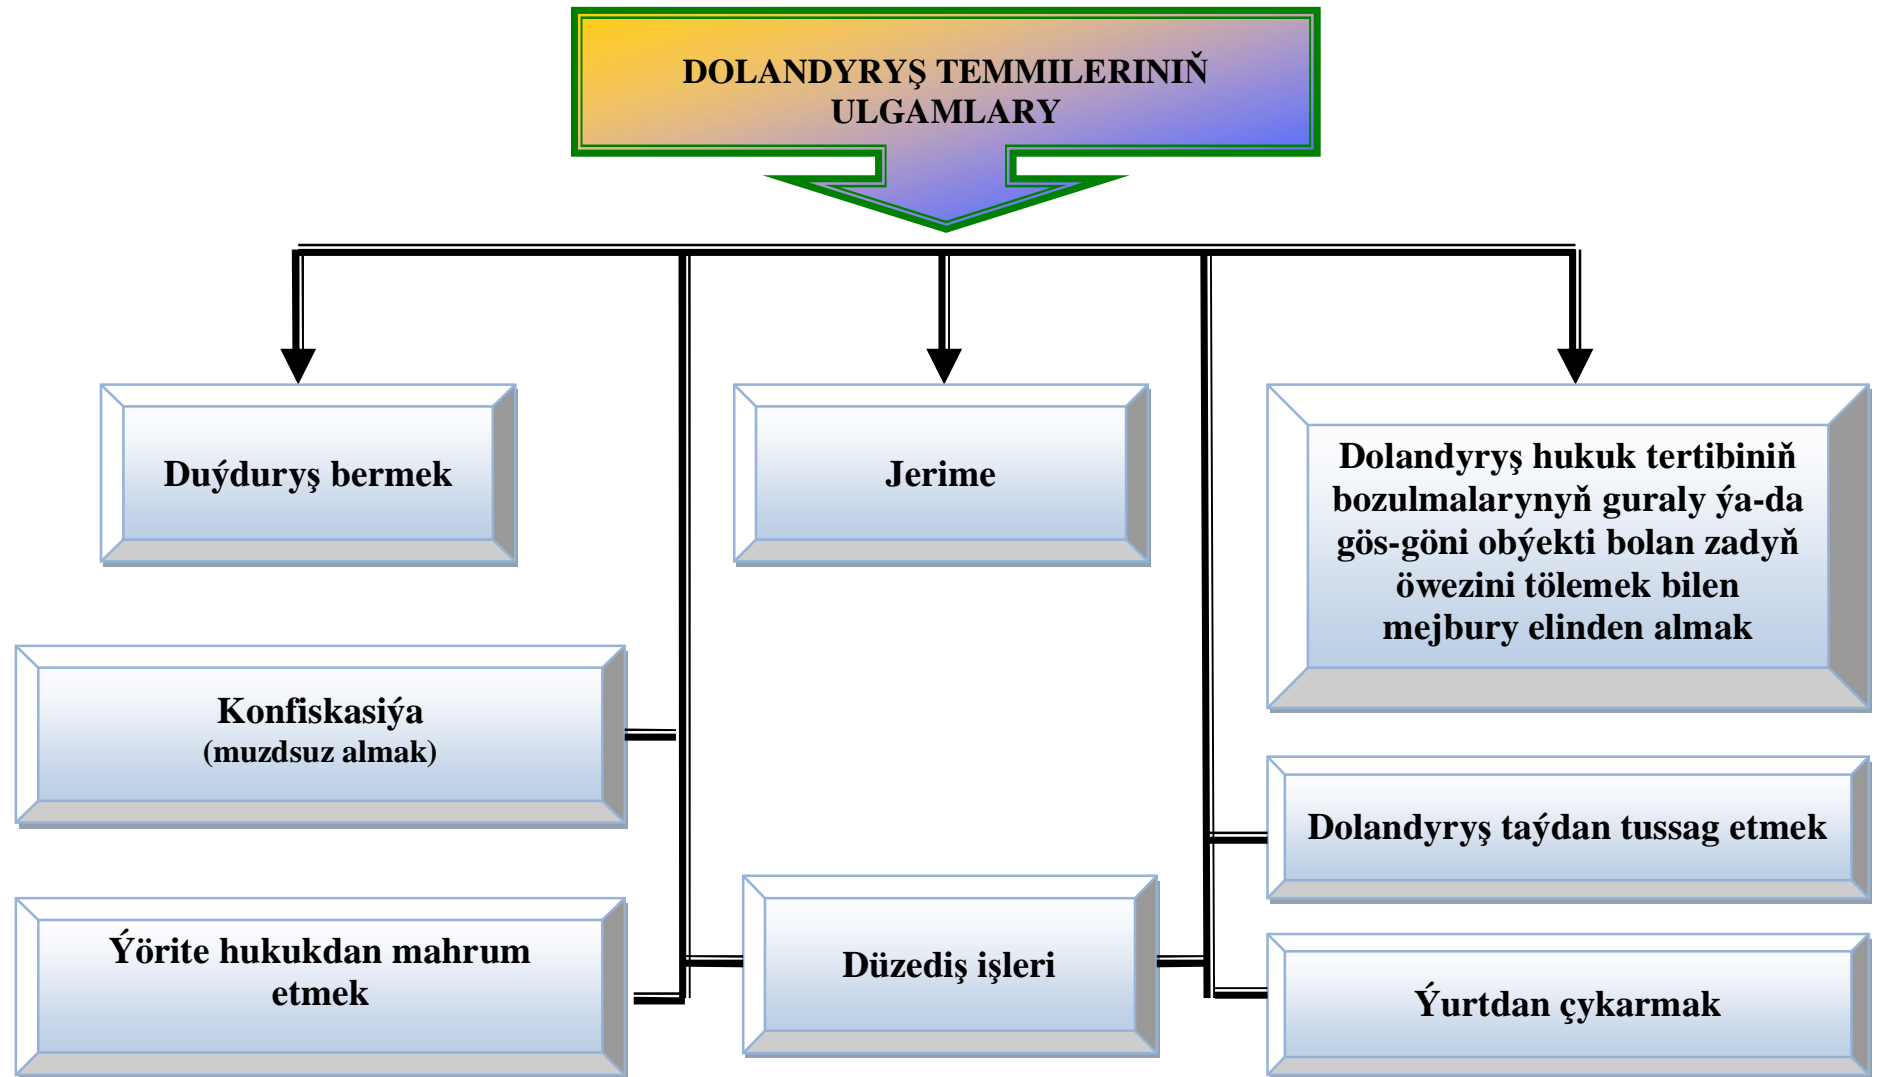 DOLANDYRYŞ TEMMILERINIŇ
ULGAMLARY
Duýduryş bermek
Jerime
Dolandyryş hukuk tertibiniň
bozulmalarynyň guraly ýa-da
gös-göni obýekti bolan zadyň
öwezini tölemek bilen
mejbury elinden almak
Konfiskasiýa
(muzdsuz almak)
Dolandyryş taýdan tussag etmek
Ýörite hukukdan mahrum
etmek
Düzediş işleri
Ýurtdan çykarmak